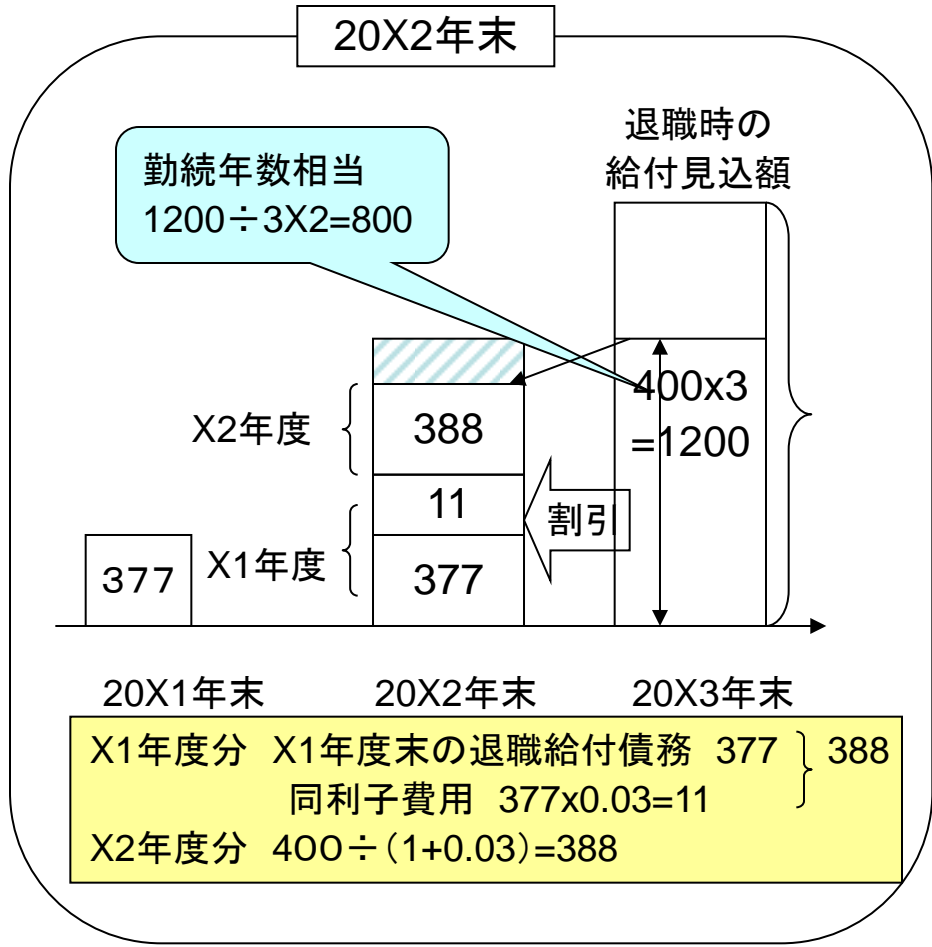 20X2年末
退職時の
給付見込額
勤続年数相当
1200÷3X2=800
400x3
=1200
X2年度
388
11
割引
X1年度
377
377
20X1年末
20X2年末
20X3年末
X1年度分 X1年度末の退職給付債務 377
388
同利子費用 377x0.03=11
X2年度分 400÷(1+0.03)=388